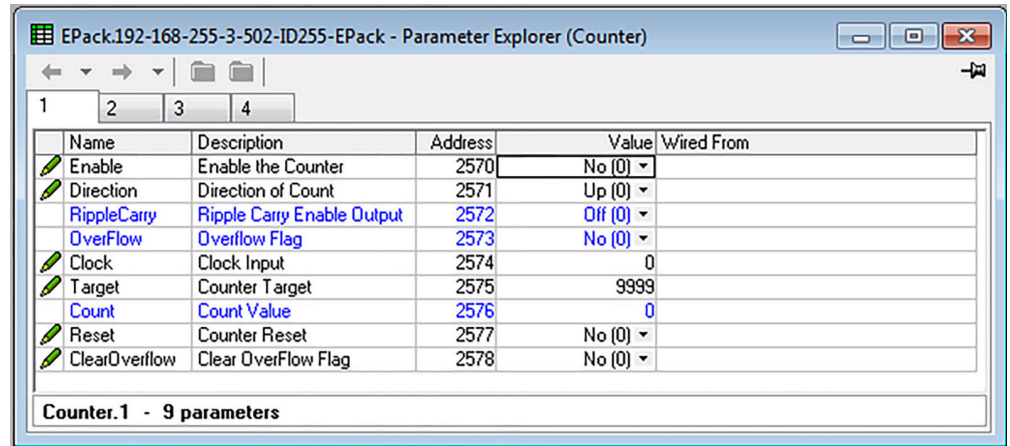 EPack.192-168-255-3-502-ID255-EPack - Parameter Explorer (Counter)
1 2 3 4
Name Description Address Value Wired From
Enable Enable the Counter 2570 No (0)
Direction Direction of Count 2571 Up (0)
RippleCarry Ripple Carry Enable Output 2572 Off (0)
OverFlow Overflow Flag 2573 No (0)
Clock Clock Input 2574 0
Target Counter Target 2575 9999
Count Count Value 2576 0
Reset Counter Reset 2577 No (0)
ClearOverflow Clear OverFlow Flag 2578 No (0)
Counter.1 - 9 parameters